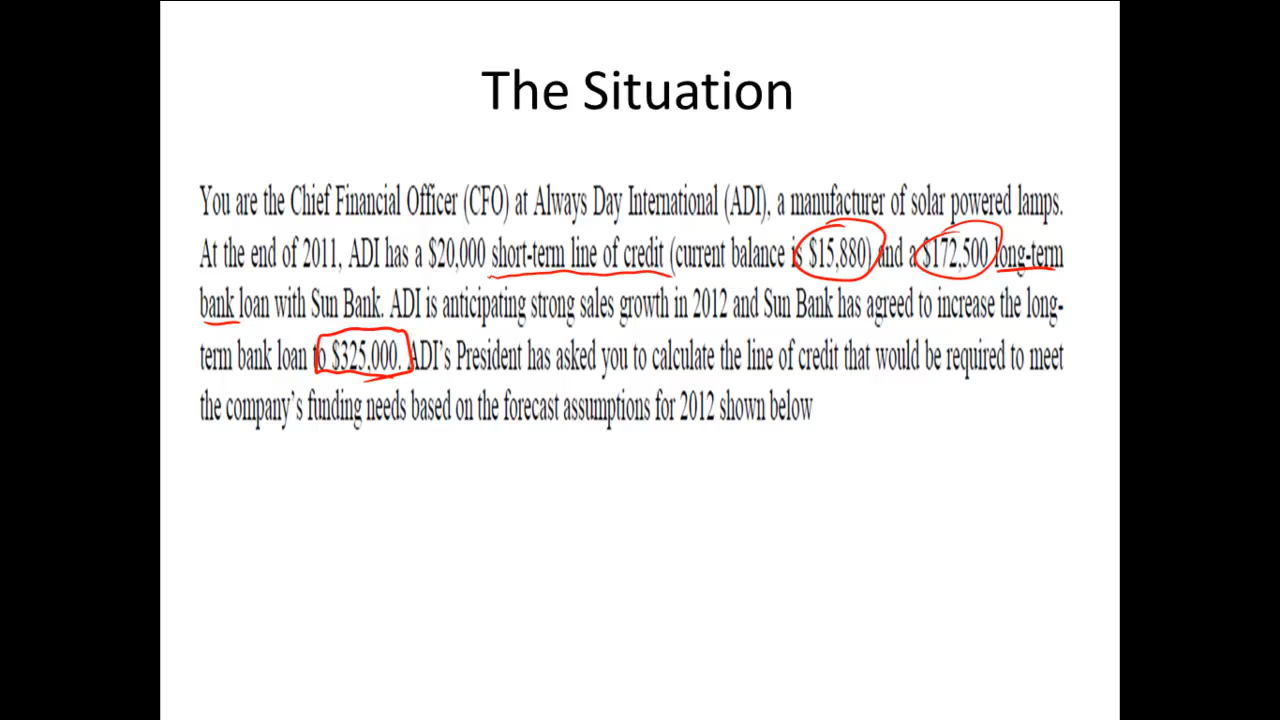 The Situation
You are the Chief Financial Officer (CFO) at Always Day International (ADI), a manufacturer of solar powered lamps.
At the end of 2011, ADI has a $20,000 short-term line of credit (current balance is $15,880) and a $172,500 long-term
bank loan with Sun Bank. ADI is anticipating strong sales growth in 2012 and Sun Bank has agreed to increase the long-
term bank loan to $325,000. ADI's President has asked you to calculate the line of credit that would be required to meet
the company's funding needs based on the forecast assumptions for 2012 shown below